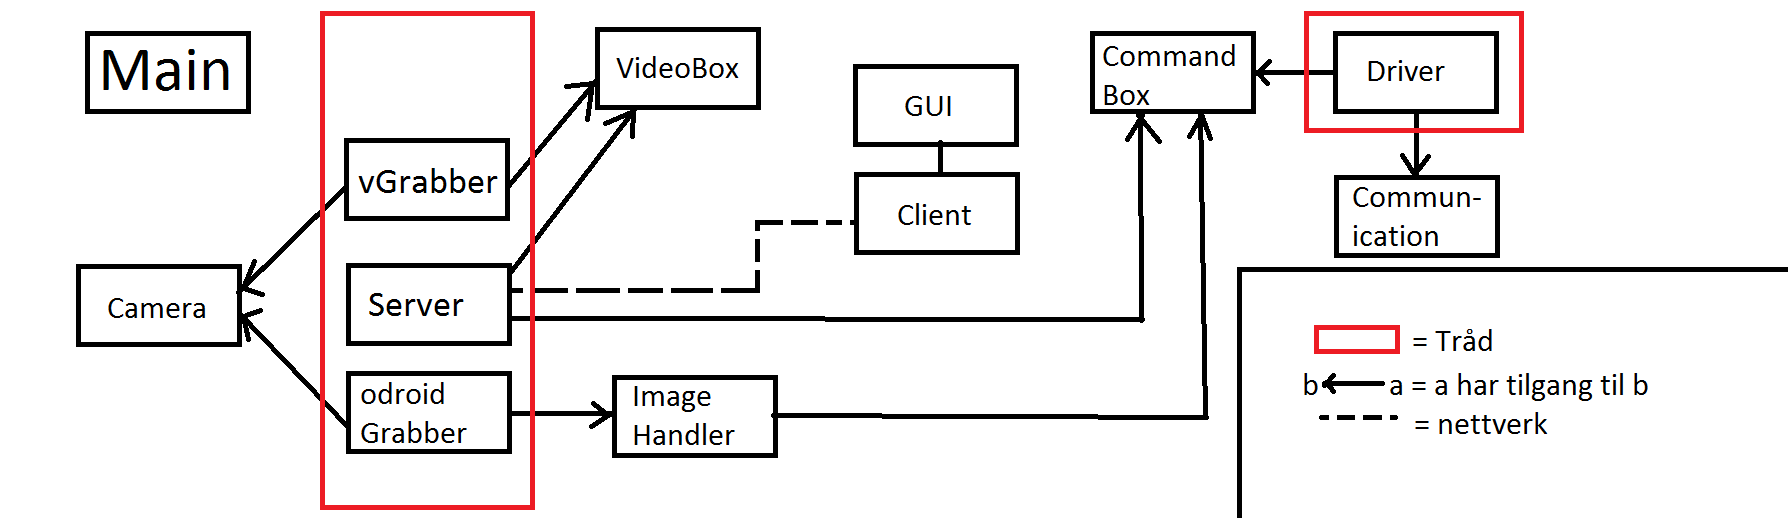 Main
VideoBox
GUI
Command
Box
Driver
vGrabber
Client
Commun-
ication
Camera
Server
odroid
Grabber
Image
Handler
= Tråd
b a = a har tilgang til b
= nettverk